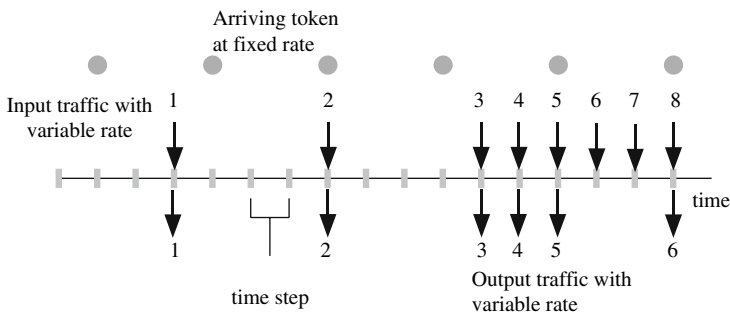 Arriving token
at fixed rate
Input traffic with
variable rate
1 2 3 4 5 6 7 8
time
1 2 3 4 5 6
time step
Output traffic with
variable rate